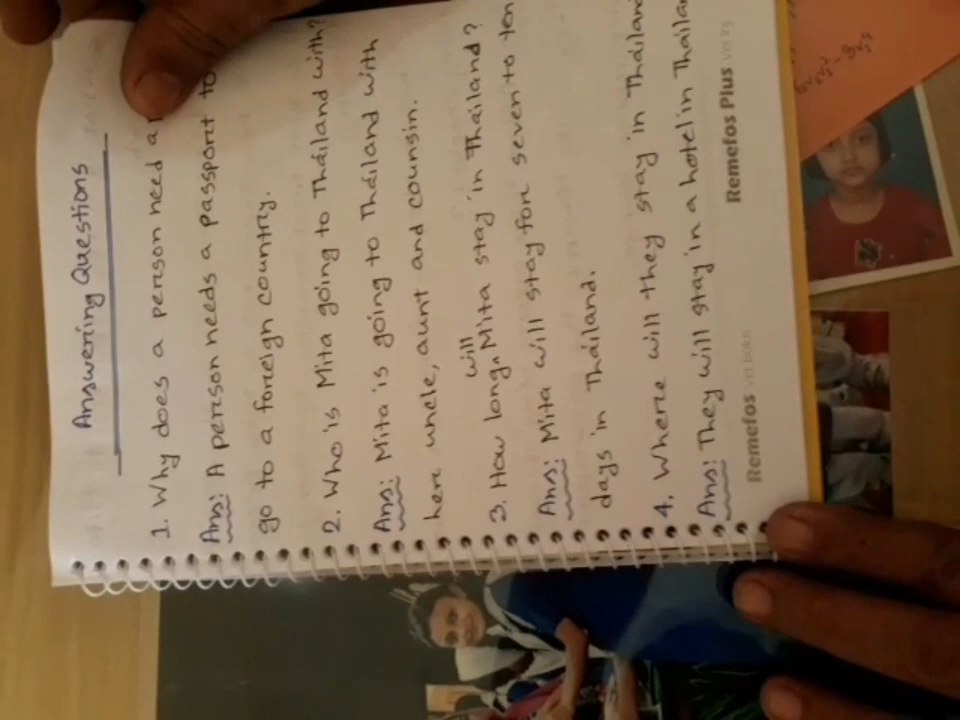 Answering Questions
1. Why does a person need a
Ans: A person needs a passport to
go to a foreign country.
2. Who is Mita going to Thailand with?
Ans: Mita is going to Thailand with
here uncle, aunt and counsin.
3. How long will Mita stay in Thailand?
Ans: Mita will stay for seven to ten
days in Thailand.
4. Where will they stay in Thailand
Ans: They will stay in a hotel in Thaila
Remefos Remefos Plus